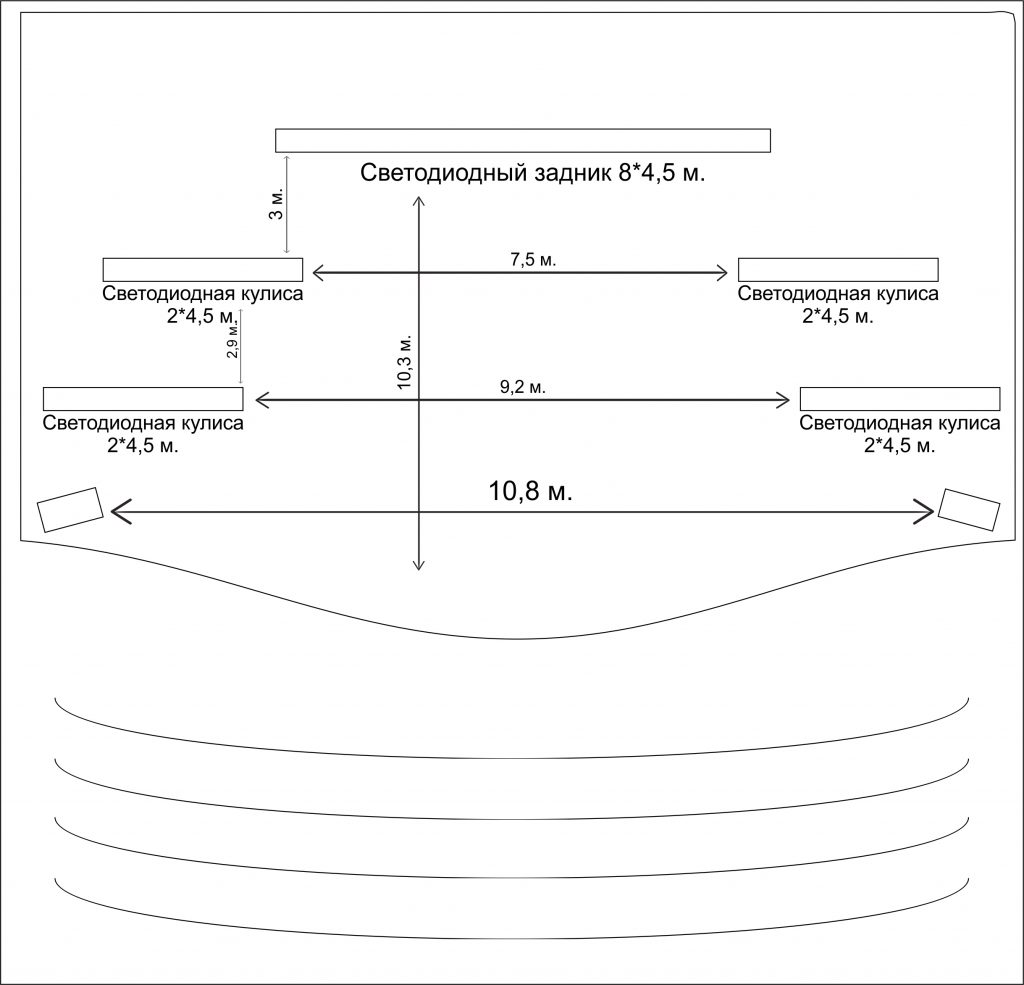 Светодиодный задник 8*4,5 м.
3 м.
7,5 м.
Светодиодная кулиса
2*4,5 м.
Светодиодная кулиса
2*4,5 м.
2,9 м.
10,3 м.
9,2 м.
Светодиодная кулиса
2*4,5 м.
Светодиодная кулиса
2*4,5 м.
10,8 м.